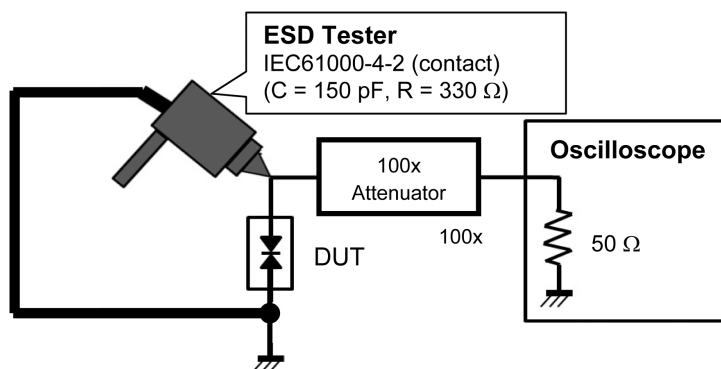 ESD Tester
IEC61000-4-2 (contact)
(C = 150 pF, R = 330 Ω)
100x
Attenuator
100x
Oscilloscope
50 Ω
DUT